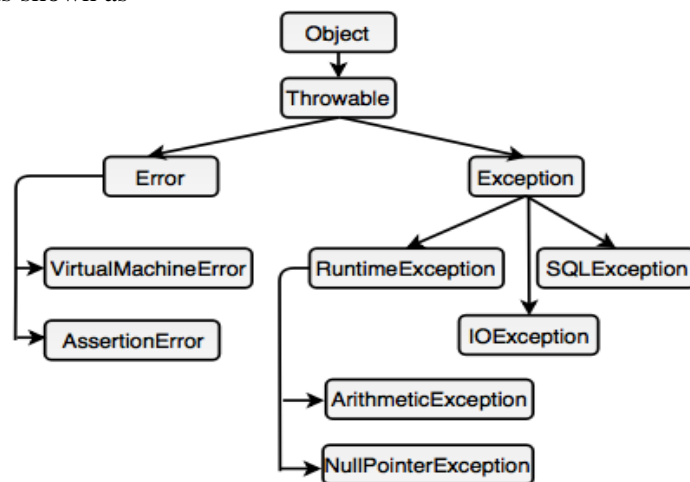 Object
Throwable
Error
Exception
VirtualMachineError
RuntimeException
SQLException
AssertionError
IOException
ArithmeticException
NullPointerException